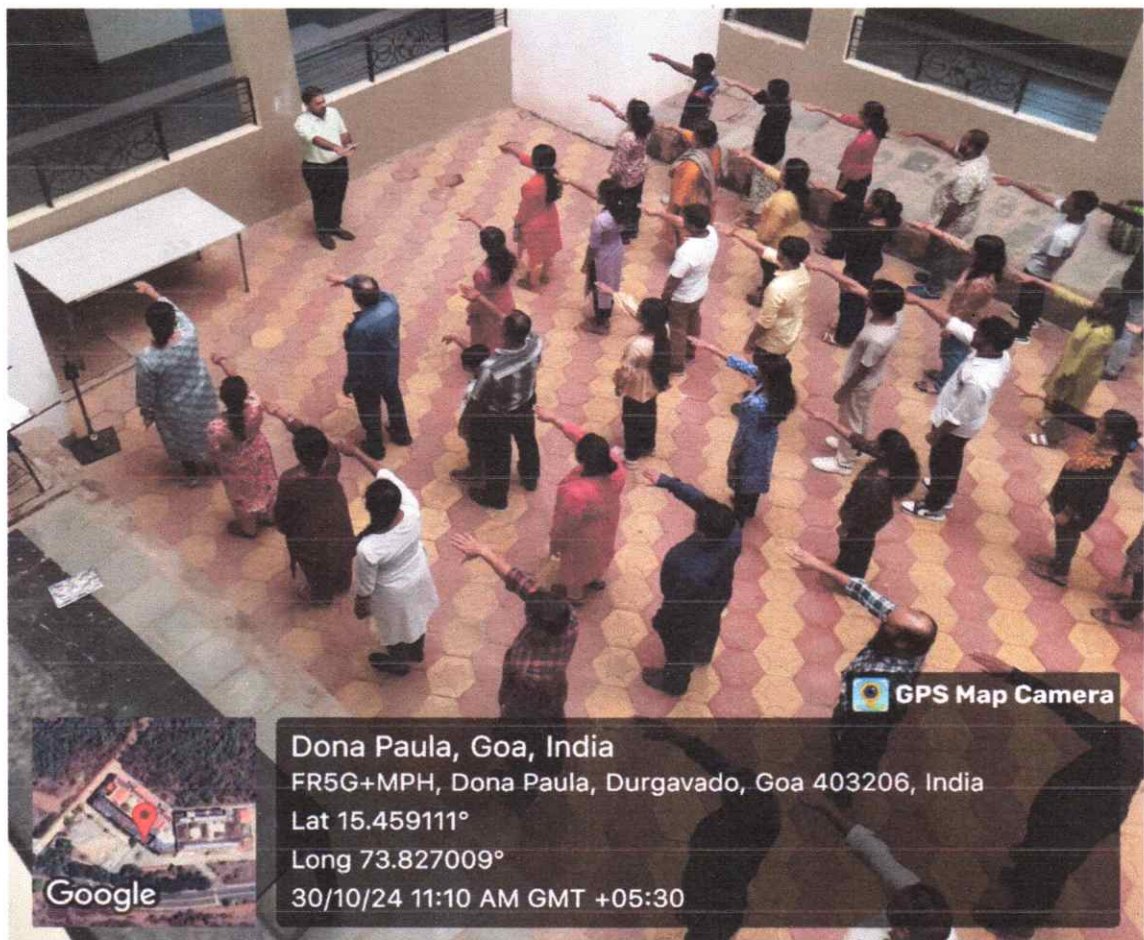 GPS Map Camera
Dona Paula, Goa, India
FR5G+MPH, Dona Paula, Durgavado, Goa 403206, India
Lat 15.459111°
Long 73.827009°
30/10/24 11:10 AM GMT +05:30
Google